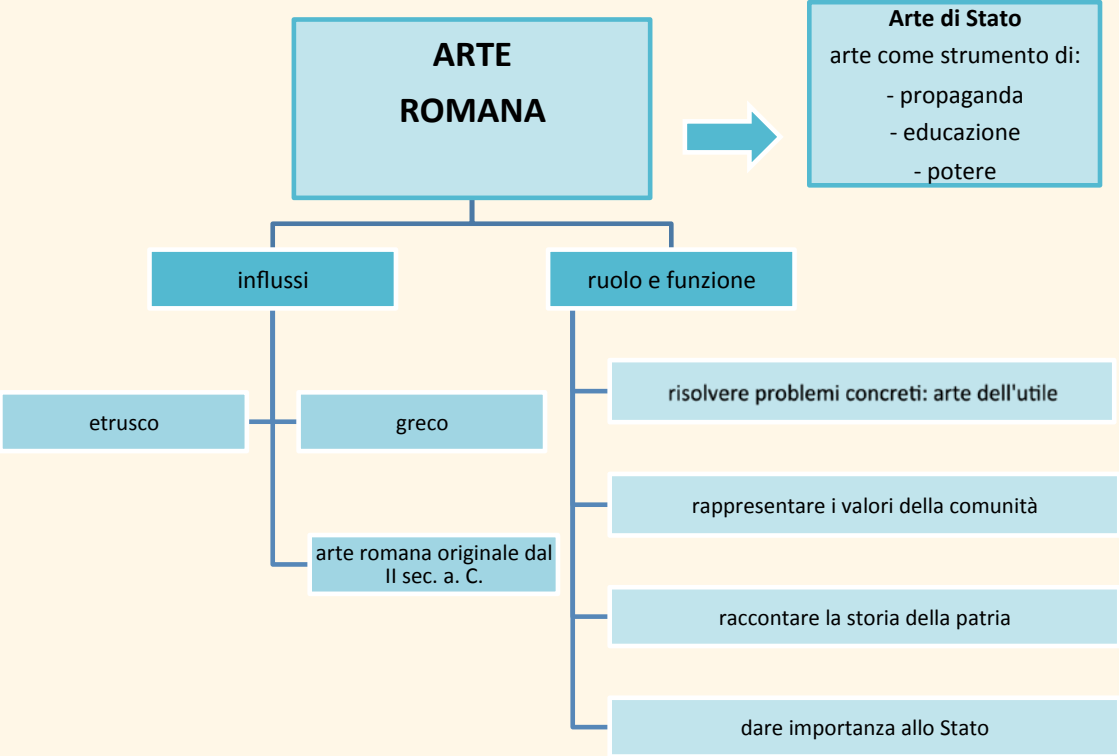 ARTE
ROMANA
Arte di Stato
arte come strumento di:
- propaganda
- educazione
- potere
influssi
ruolo e funzione
etrusco
greco
arte romana originale dal
II sec. a. C.
risolvere problemi concreti: arte dell'utile
rappresentare i valori della comunità
raccontare la storia della patria
dare importanza allo Stato